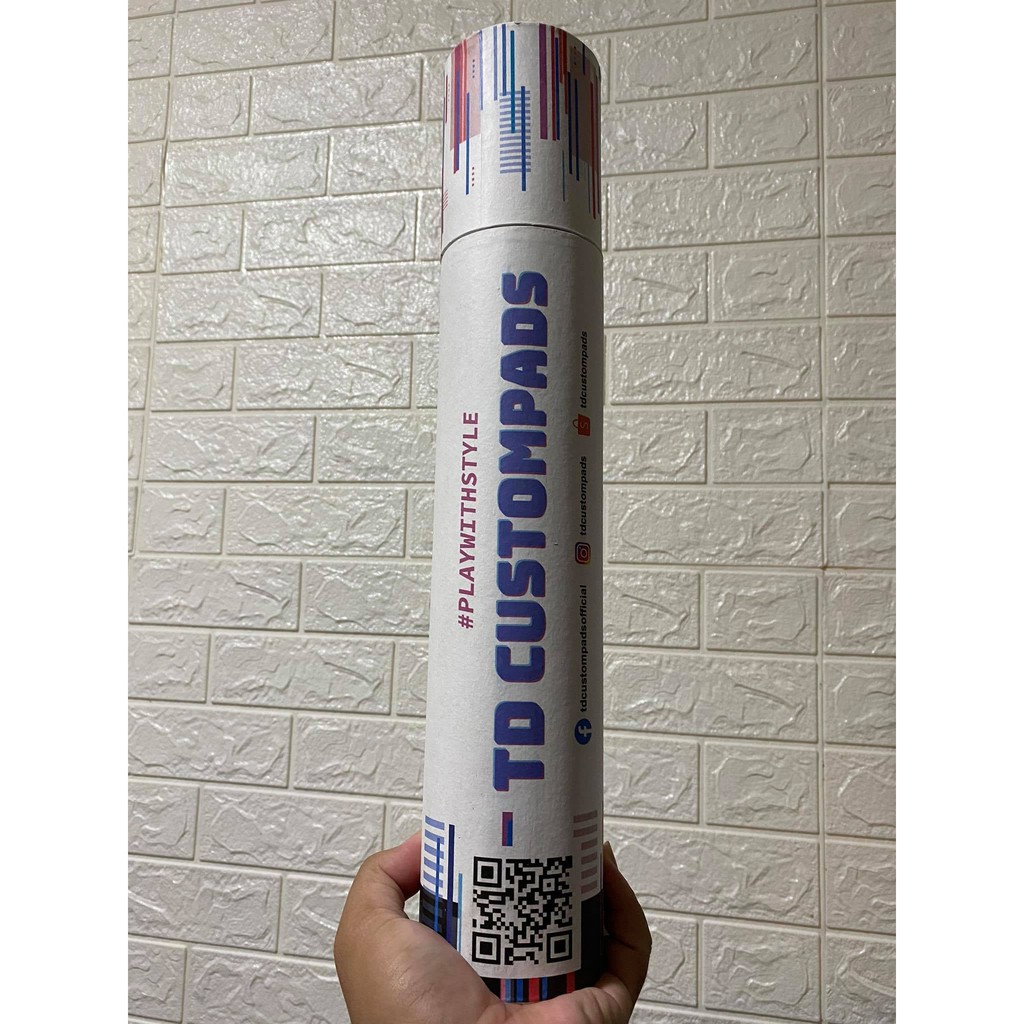 #PLAYWITHSTYLE
TD CUSTOMPADS
tdcustompadsofficial tdcustompads tdcustompads